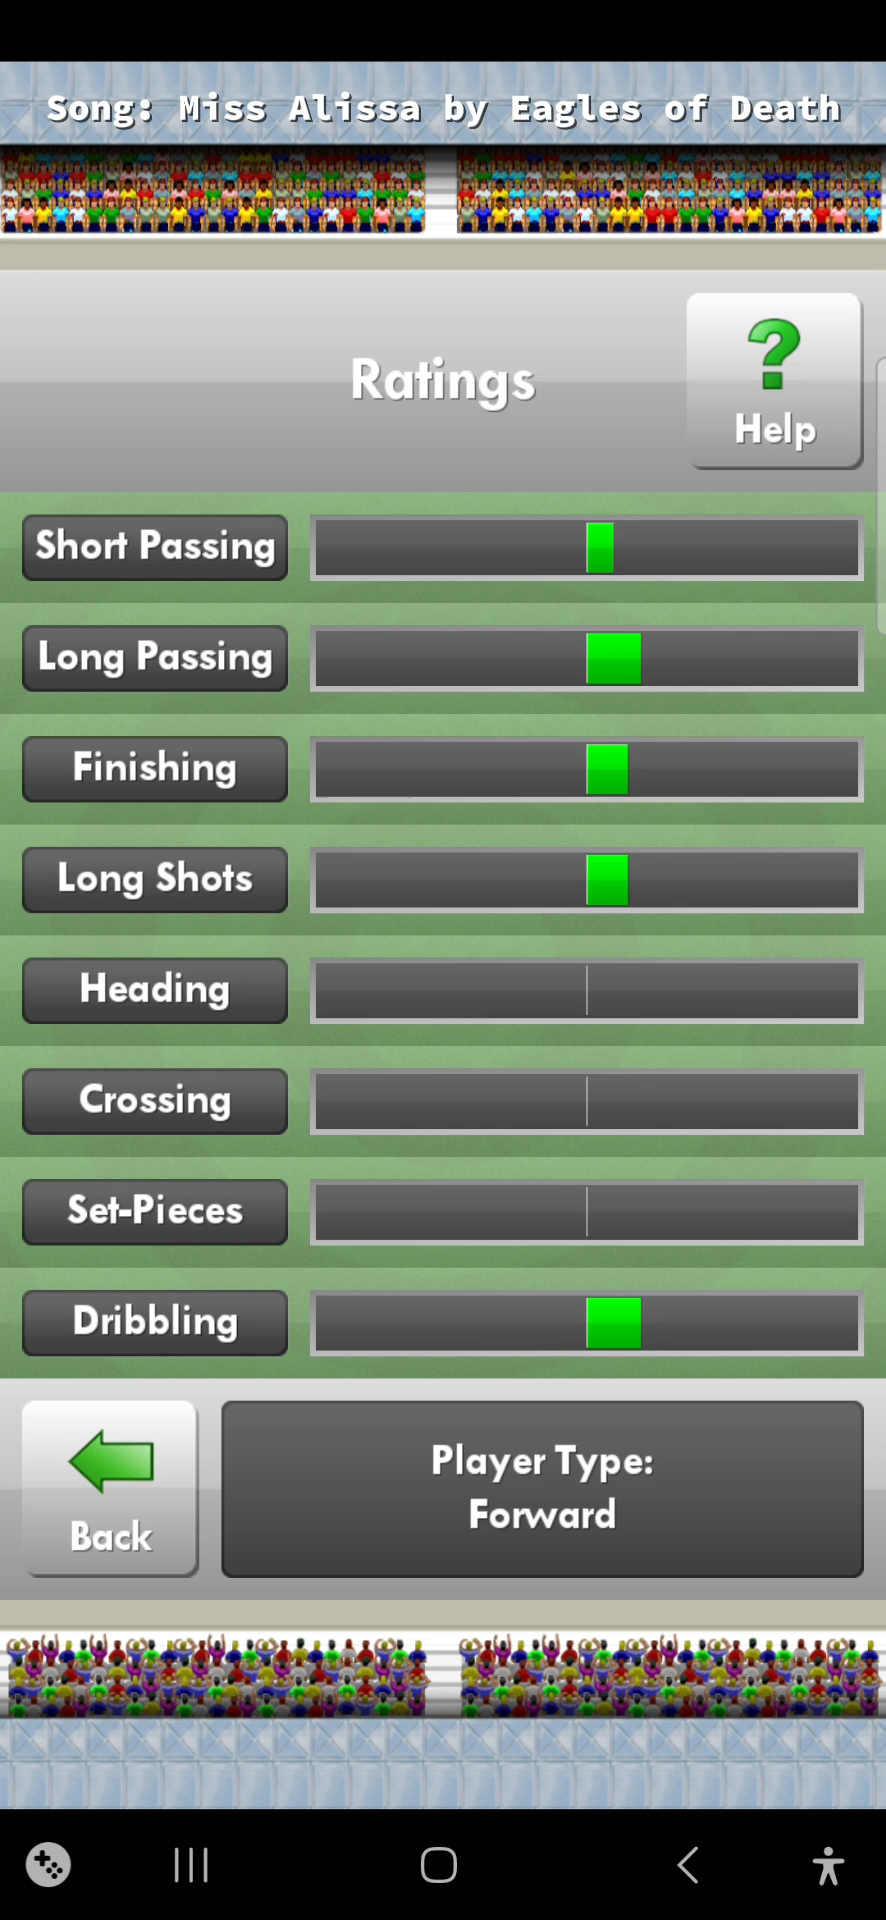 Song: Miss Alissa by Eagles of Death
Ratings
Help
Short Passing
Long Passing
Finishing
Long Shots
Heading
Crossing
Set-Pieces
Dribbling
Back
Player Type:
Forward